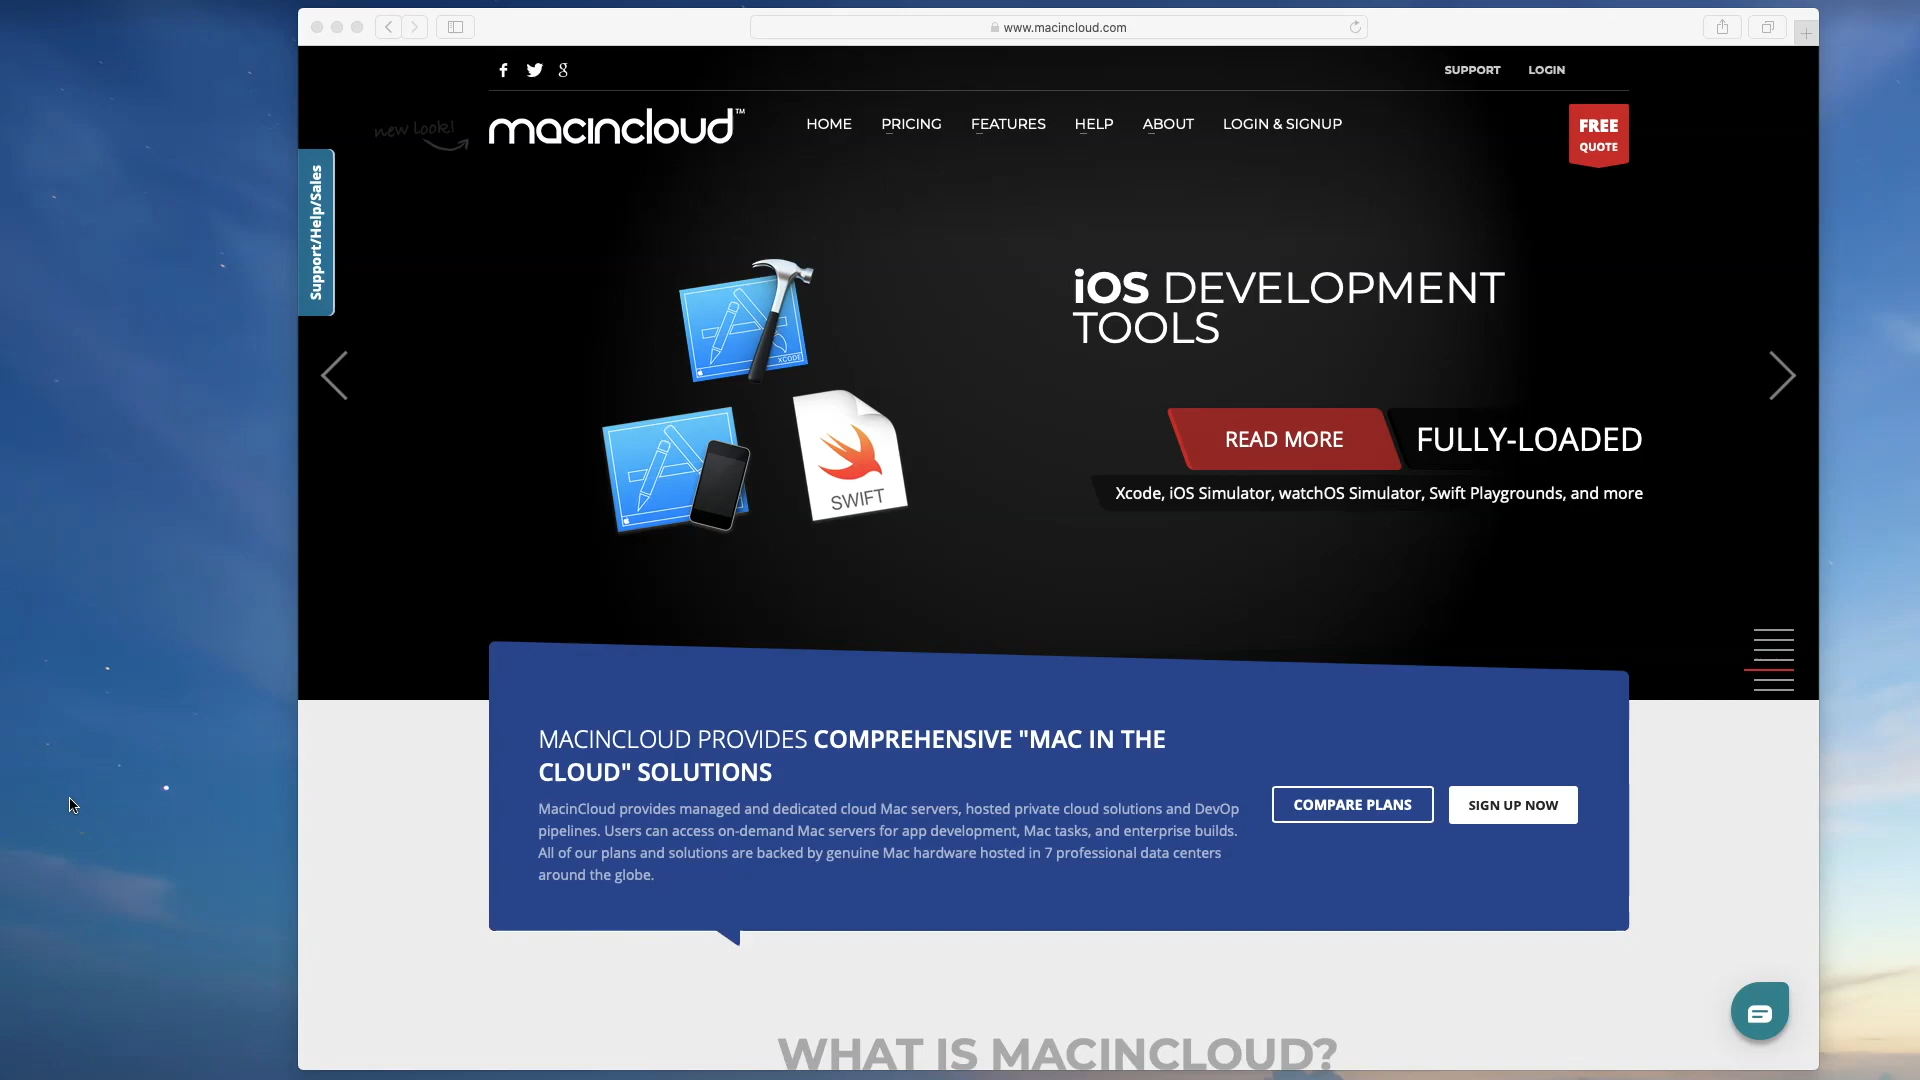 www.macincloud.com
SUPPORT LOGIN
new look!
macincloud™
HOME PRICING FEATURES HELP ABOUT LOGIN & SIGNUP
FREE
QUOTE
Support/Help/Sales
iOS DEVELOPMENT
TOOLS
XCODE
SWIFT
READ MORE FULLY-LOADED
Xcode, iOS Simulator, watchOS Simulator, Swift Playgrounds, and more
MACINCLOUD PROVIDES COMPREHENSIVE "MAC IN THE
CLOUD" SOLUTIONS
MacinCloud provides managed and dedicated cloud Mac servers, hosted private cloud solutions and DevOp
pipelines. Users can access on-demand Mac servers for app development, Mac tasks, and enterprise builds.
All of our plans and solutions are backed by genuine Mac hardware hosted in 7 professional data centers
around the globe.
COMPARE PLANS SIGN UP NOW
WHAT IS MACINCLOUD?